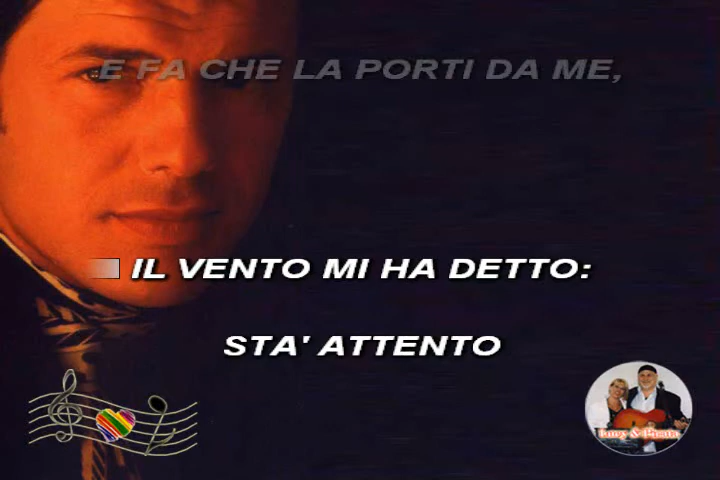 E FA CHE LA PORTI DA ME,
IL VENTO MI HA DETTO:
STA' ATTENTO